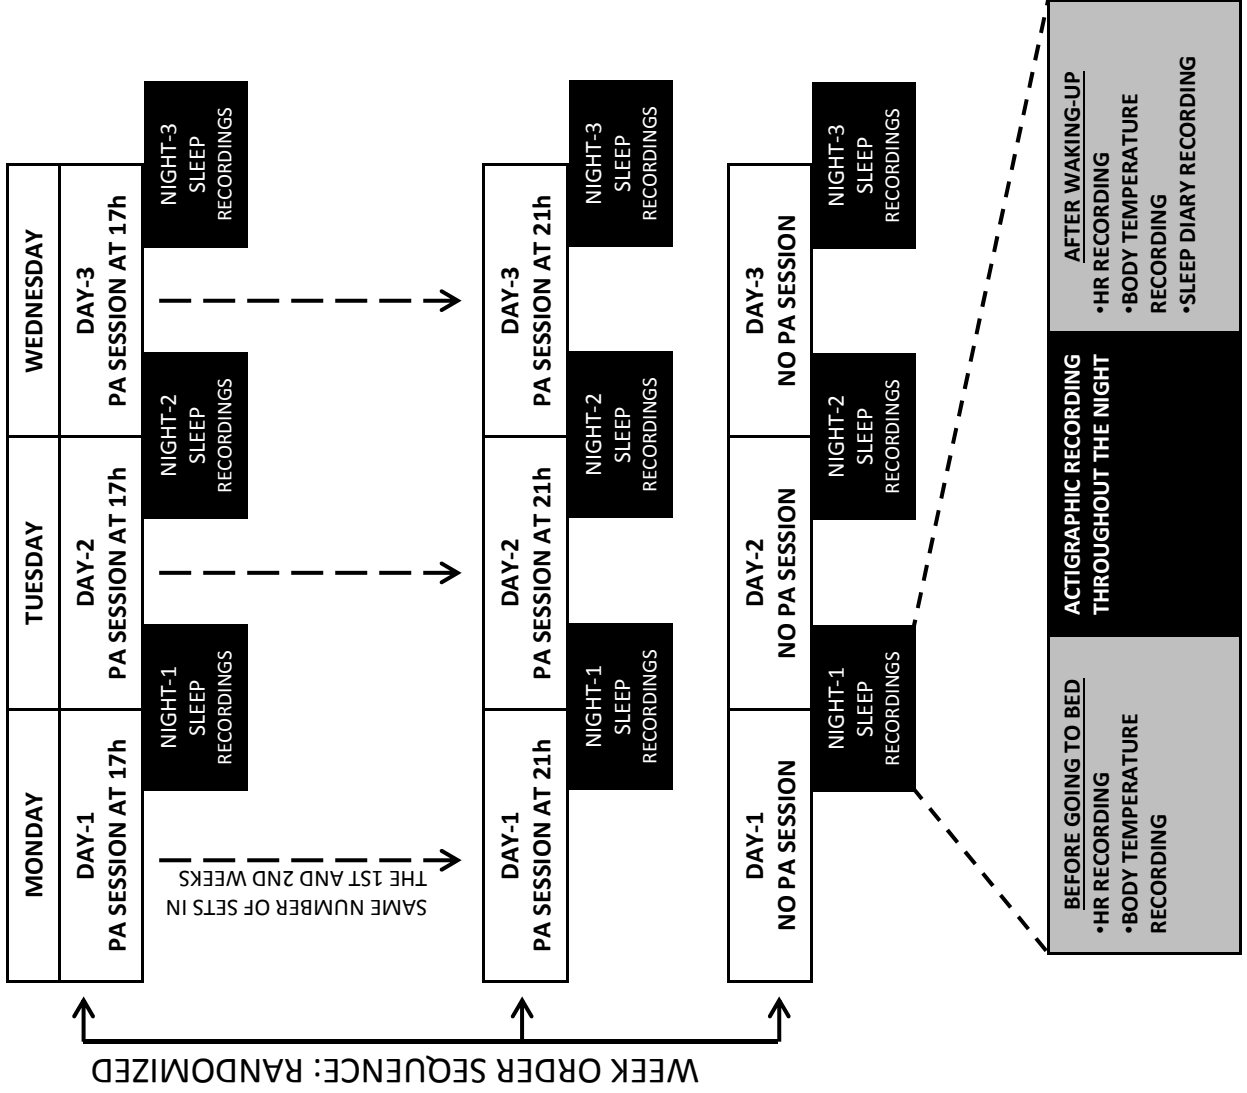 MONDAY
TUESDAY
WEDNESDAY
DAY-1
PA SESSION AT 17h
DAY-2
PA SESSION AT 17h
DAY-3
PA SESSION AT 17h
NIGHT-1
SLEEP
RECORDINGS
NIGHT-2
SLEEP
RECORDINGS
NIGHT-3
SLEEP
RECORDINGS
SAME NUMBER OF SETS IN
THE 1ST AND 2ND WEEKS
DAY-1
PA SESSION AT 21h
DAY-2
PA SESSION AT 21h
DAY-3
PA SESSION AT 21h
NIGHT-1
SLEEP
RECORDINGS
NIGHT-2
SLEEP
RECORDINGS
NIGHT-3
SLEEP
RECORDINGS
DAY-1
NO PA SESSION
DAY-2
NO PA SESSION
DAY-3
NO PA SESSION
NIGHT-1
SLEEP
RECORDINGS
NIGHT-2
SLEEP
RECORDINGS
NIGHT-3
SLEEP
RECORDINGS
WEEK ORDER SEQUENCE: RANDOMIZED
BEFORE GOING TO BED
•HR RECORDING
•BODY TEMPERATURE
RECORDING
ACTIGRAPHIC RECORDING
THROUGHOUT THE NIGHT
AFTER WAKING-UP
•HR RECORDING
•BODY TEMPERATURE
RECORDING
•SLEEP DIARY RECORDING